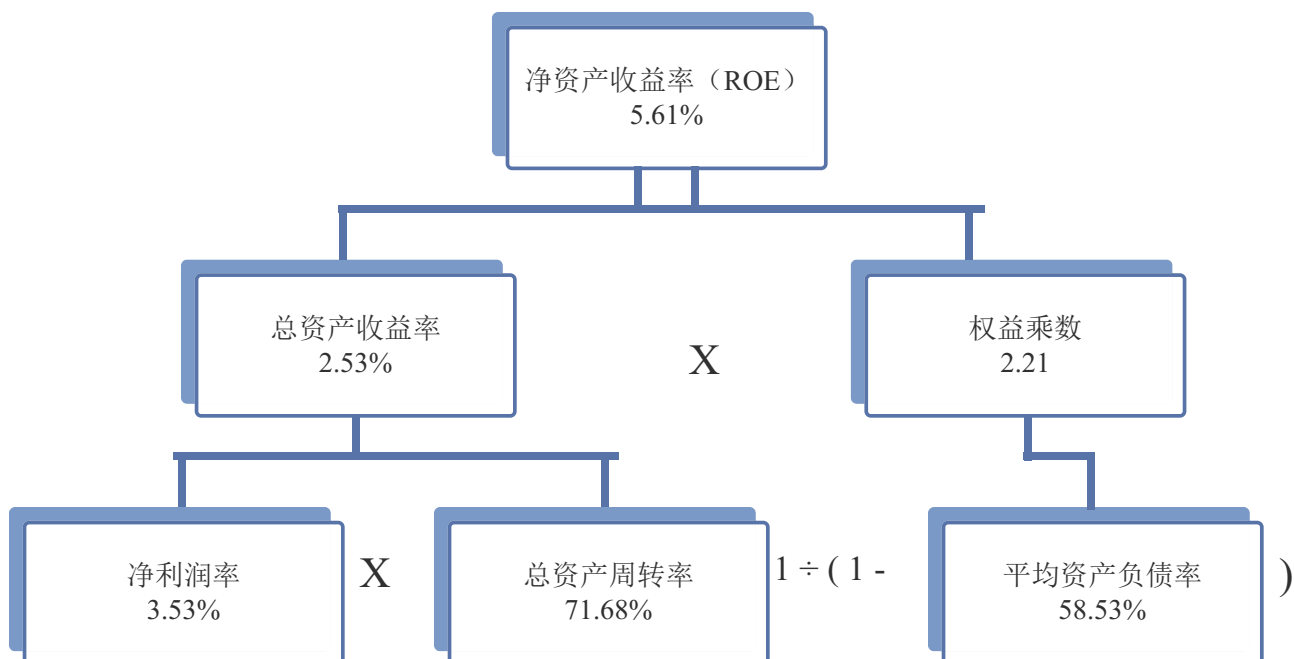 净资产收益率（ROE）
5.61%
总资产收益率
2.53%
X
权益乘数
2.21
净利润率
3.53%
X
总资产周转率
71.68%
1 ÷ ( 1 -
平均资产负债率
58.53%
)